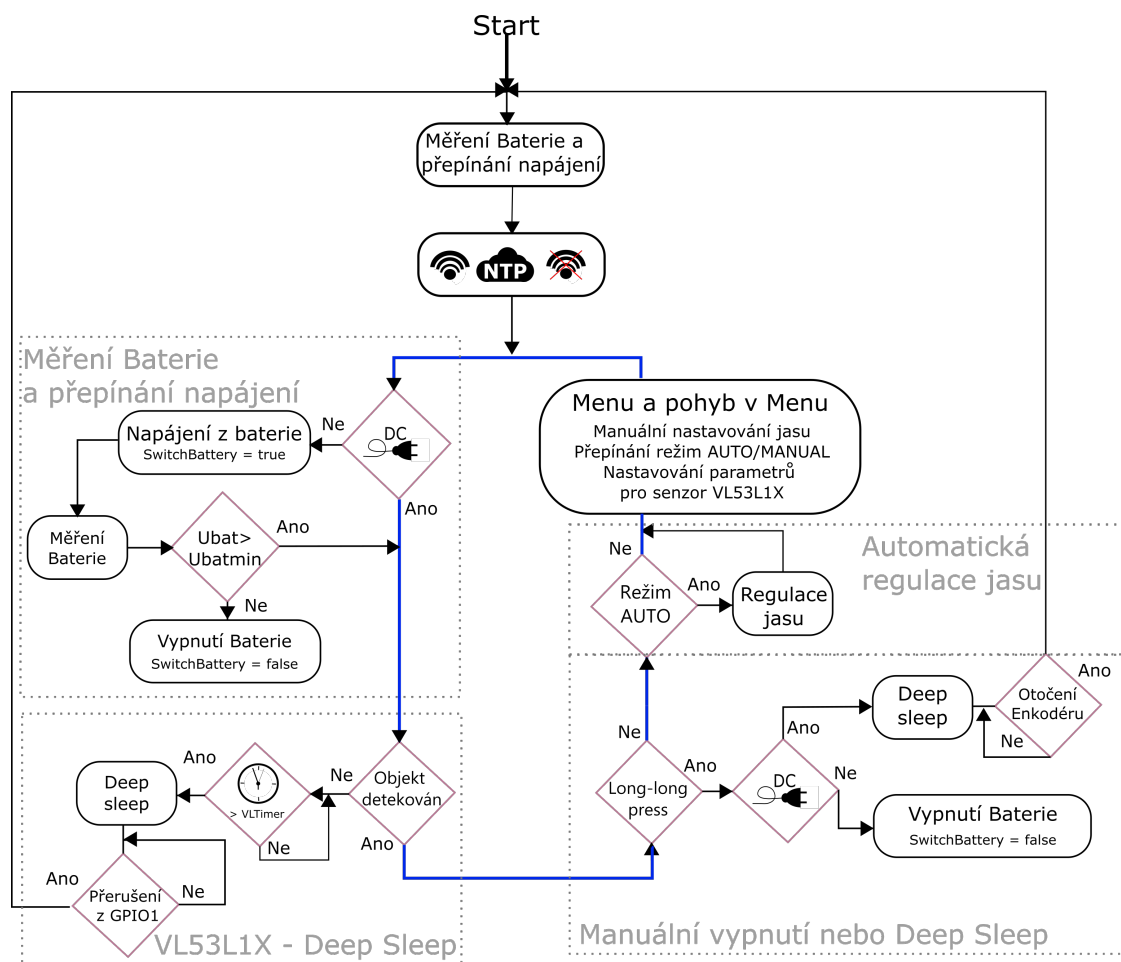 Start
Měření Baterie a
přepínání napájení
NTP
Měření Baterie
a přepínání napájení
DC
Ne
Ano
Napájení z baterie
SwitchBattery = true
Měření
Baterie
Ubat>
Ubatmin
Ano
Ne
Vypnutí Baterie
SwitchBattery = false
Menu a pohyb v Menu
Manuální nastavování jasu
Přepínání režim AUTO/MANUAL
Nastavování parametrů
pro senzor VL53L1X
Automatická
regulace jasu
Ne
Režim
AUTO
Ano
Regulace
jasu
Objekt
detekován
Ne
Ano
> VLTimer
Ano
Ne
Deep
sleep
Přerušení
z GPIO1
Ano
Ne
VL53L1X - Deep Sleep
Ne
Long-long
press
Ano
DC
Ano
Ne
Deep
sleep
Otočení
Enkodéru
Ano
Ne
Vypnutí Baterie
SwitchBattery = false
Manuální vypnutí nebo Deep Sleep